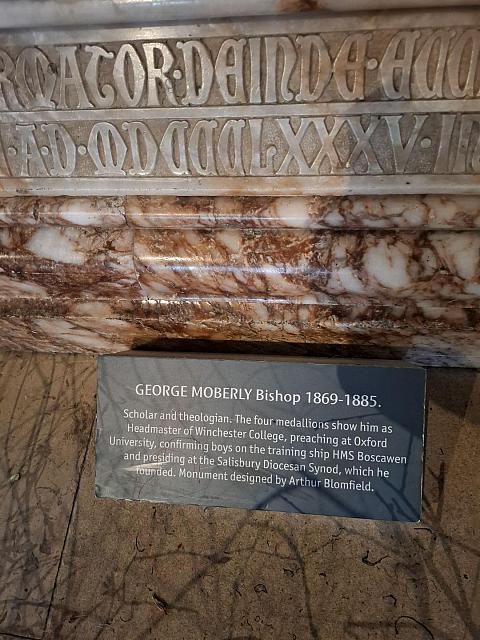 RMATOR·DEINDE·
·A·D·MDCCCLXXXV·IN
GEORGE MOBERLY Bishop 1869-1885.
Scholar and theologian. The four medallions show him as
Headmaster of Winchester College, preaching at Oxford
University, confirming boys on the training ship HMS Boscawen
and presiding at the Salisbury Diocesan Synod, which he
founded. Monument designed by Arthur Blomfield.